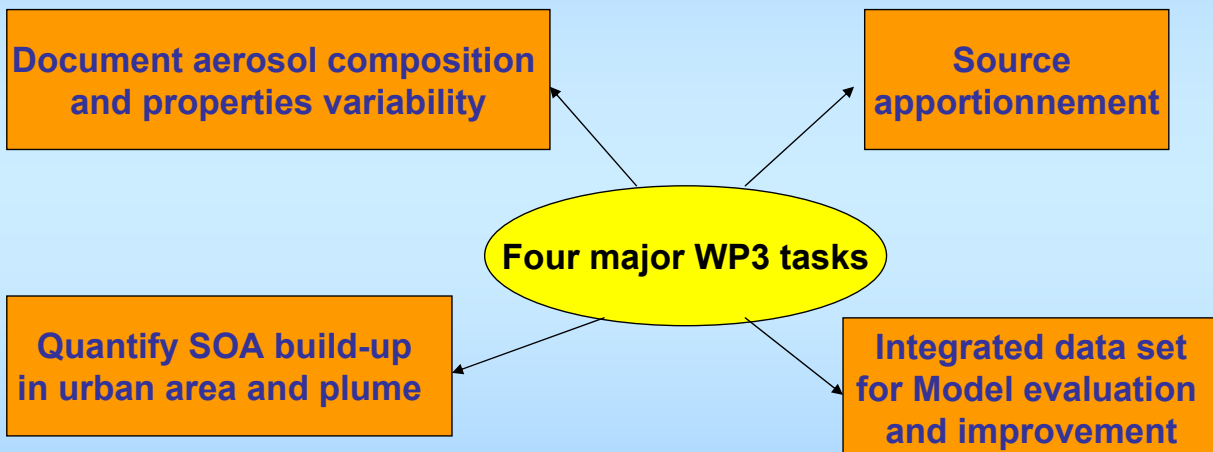 Document aerosol composition
and properties variability
Source
apportionnement
Four major WP3 tasks
Quantify SOA build-up
in urban area and plume
Integrated data set
for Model evaluation
and improvement